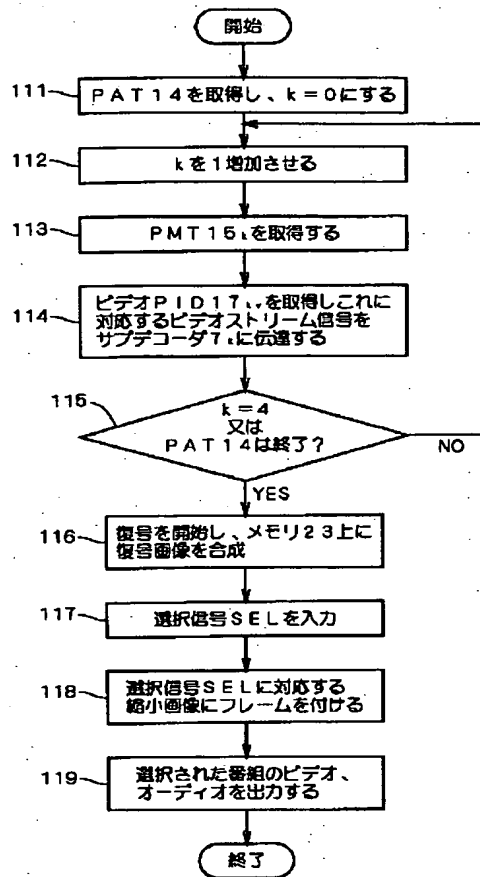 開始
111
PAT14を取得し、k=0にする
112
kを1増加させる
113
PMT15kを取得する
114
ビデオPID17kvを取得しこれに
対応するビデオストリーム信号を
サブデコーダ7kに伝達する
115
k=4
又は
PAT14は終了?
NO
YES
116
復号を開始し、メモリ23上に
復号画像を合成
117
選択信号SELを入力
118
選択信号SELに対応する
縮小画像にフレームを付ける
119
選択された番組のビデオ、
オーディオを出力する
終了